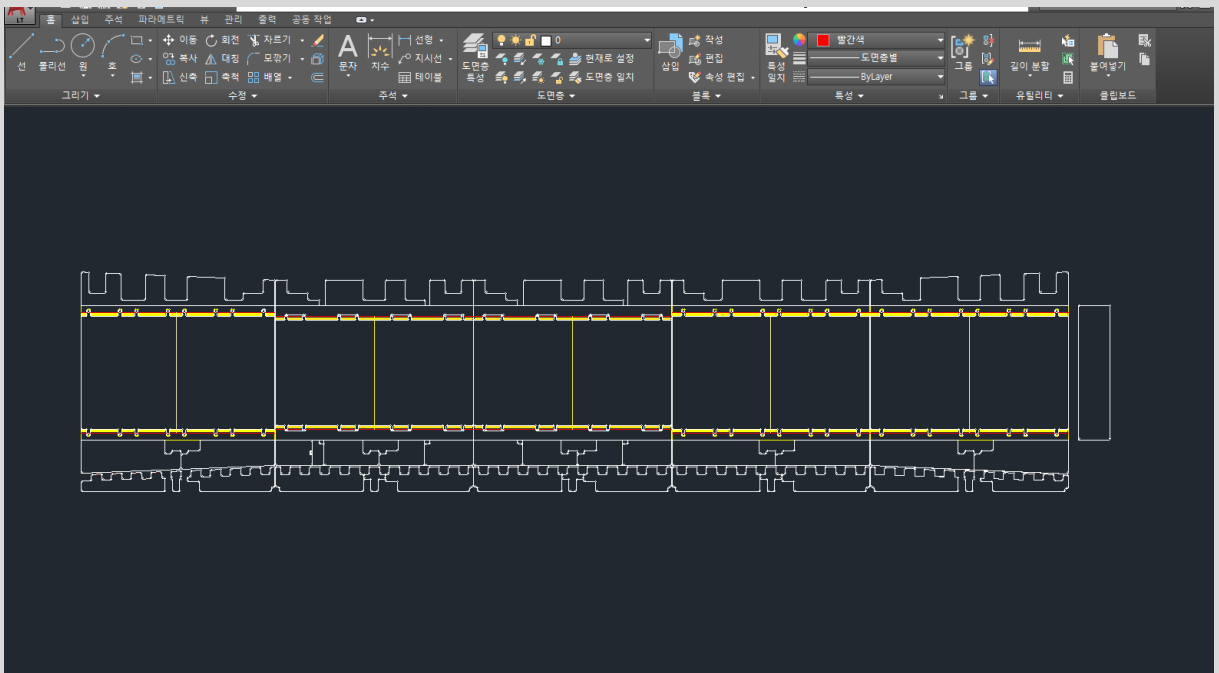 LT
홈 삽입 주석 파라메트릭 뷰 관리 출력 공동 작업
이동 회전 자르기
복사 대칭 모깎기
신축 축척 배열
선 폴리선 원 호
A 선형
문자 치수 지시선
테이블
도면층
특성
0
현재로 설정
도면층 일치
삽입
작성
편집
속성 편집
특성
일치
빨간색
도면층별
ByLayer
그룹
길이 분할
붙여넣기
그리기 수정 주석 도면층 블록 특성 그룹 유틸리티 클립보드